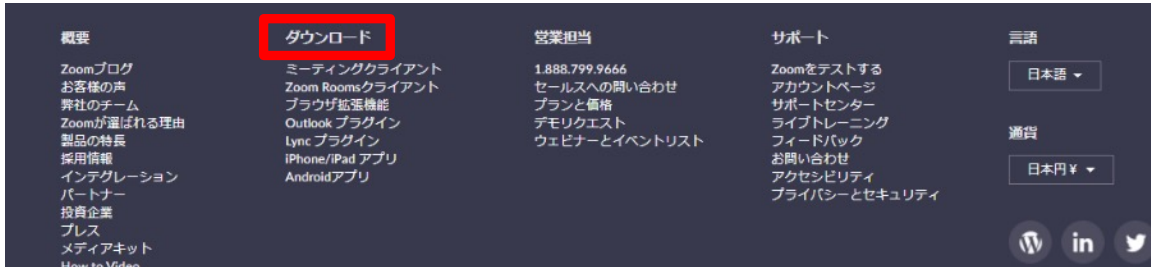 概要
Zoomブログ
お客様の声
弊社のチーム
Zoomが選ばれる理由
製品の特長
採用情報
インテグレーション
パートナー
投資企業
プレス
メディアキット
How to Video
ダウンロード
ミーティングクライアント
Zoom Roomsクライアント
ブラウザ拡張機能
Outlook プラグイン
Lync プラグイン
iPhone/iPad アプリ
Androidアプリ
営業担当
1.888.799.9666
セールスへの問い合わせ
プランと価格
デモリクエスト
ウェビナーとイベントリスト
サポート
Zoomをテストする
アカウントページ
サポートセンター
ライブトレーニング
フィードバック
お問い合わせ
アクセシビリティ
プライバシーとセキュリティ
言語
日本語
通貨
日本円 ¥
in